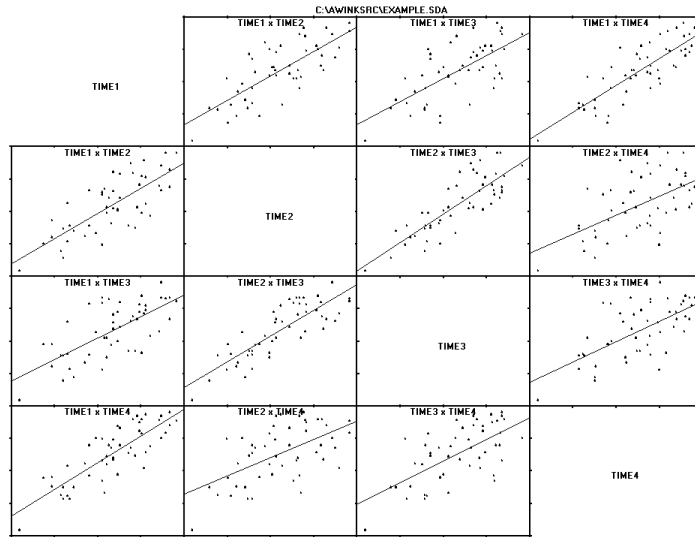 C:\AWINKSRC\EXAMPLE.SDA
TIME1
TIME1 x TIME2
TIME1 x TIME3
TIME1 x TIME4
TIME1 x TIME2
TIME2
TIME2 x TIME3
TIME2 x TIME4
TIME1 x TIME3
TIME2 x TIME3
TIME3
TIME3 x TIME4
TIME1 x TIME4
TIME2 x TIME4
TIME3 x TIME4
TIME4